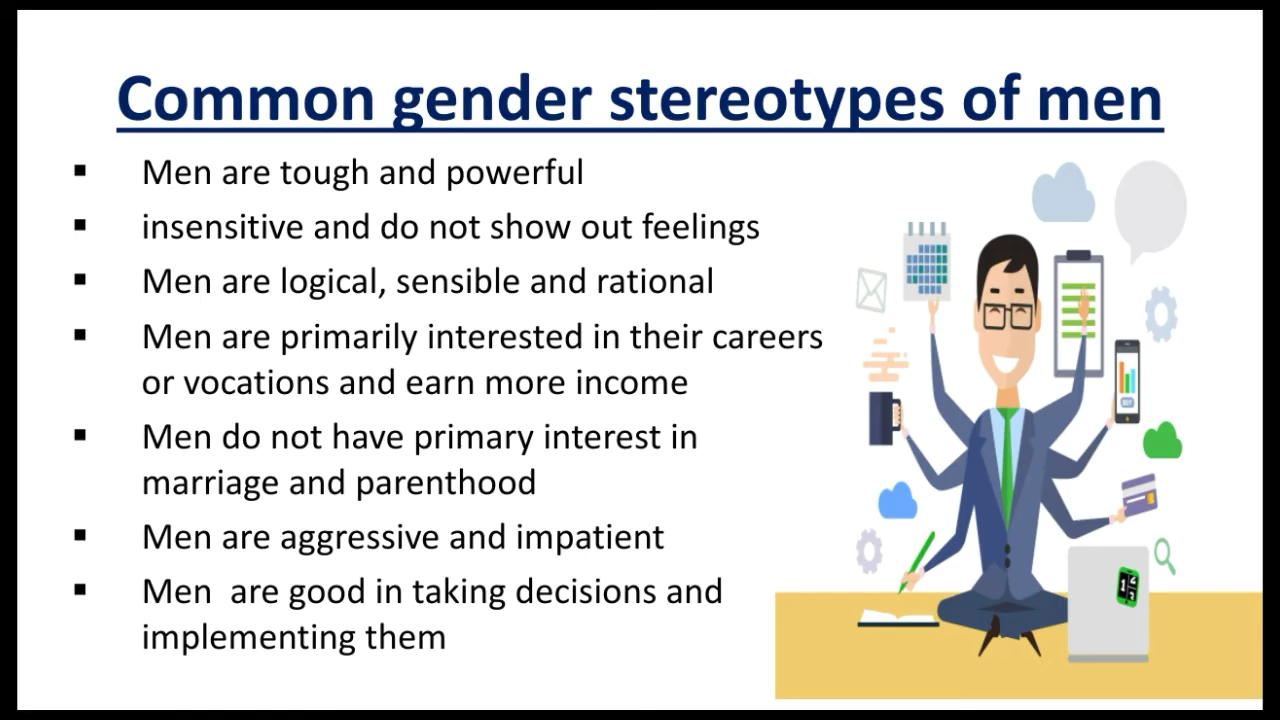 Common gender stereotypes of men
▪ Men are tough and powerful
▪ insensitive and do not show out feelings
▪ Men are logical, sensible and rational
▪ Men are primarily interested in their careers
or vocations and earn more income
▪ Men do not have primary interest in
marriage and parenthood
▪ Men are aggressive and impatient
▪ Men  are good in taking decisions and
implementing them